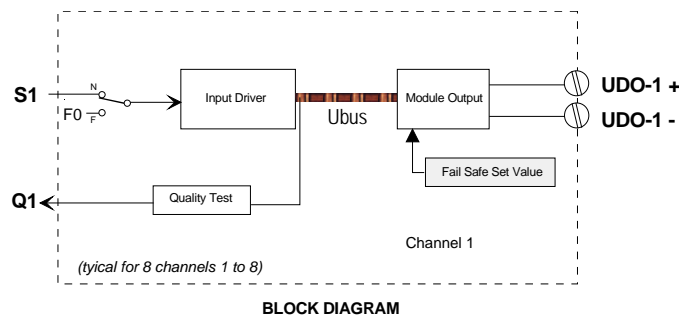 N
S1
F0
F
Input Driver
Ubus
Module Output
UDO-1 +
UDO-1 -
Fail Safe Set Value
Q1
Quality Test
Channel 1
(tyical for 8 channels 1 to 8)
BLOCK DIAGRAM